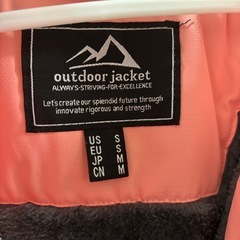 outdoor jacket
ALWAYS-STRIVING-FOR-EXCELLENCE
Let's create our splendid future through
innovate rigorous and strength
US S
EU S
JP M
CN M